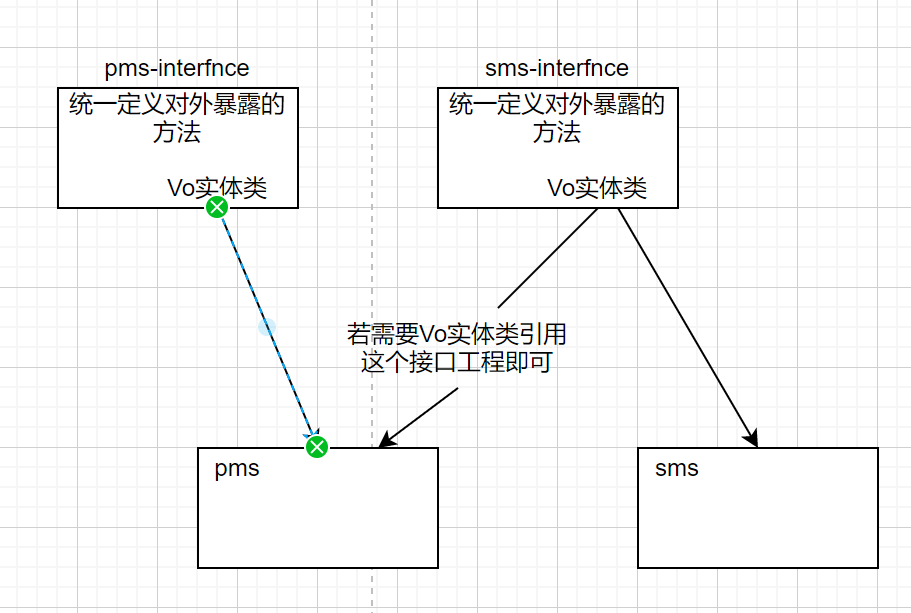 pms-interfnce
统一定义对外暴露的
方法
Vo实体类
sms-interfnce
统一定义对外暴露的
方法
Vo实体类
若需要Vo实体类引用
这个接口工程即可
pms
sms